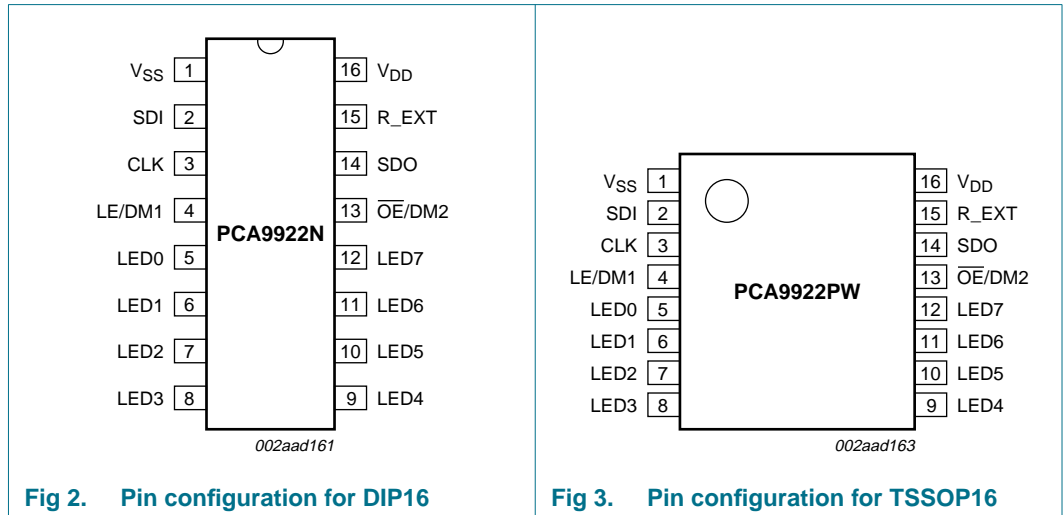 VSS 1
16 VDD
SDI 2
15 R_EXT
CLK 3
14 SDO
LE/DM1 4
13 OE/DM2
PCA9922N
LED0 5
12 LED7
LED1 6
11 LED6
LED2 7
10 LED5
LED3 8
9 LED4
002aad161
Fig 2. Pin configuration for DIP16
VSS 1
16 VDD
SDI 2
15 R_EXT
CLK 3
14 SDO
LE/DM1 4
13 OE/DM2
PCA9922PW
LED0 5
12 LED7
LED1 6
11 LED6
LED2 7
10 LED5
LED3 8
9 LED4
002aad163
Fig 3. Pin configuration for TSSOP16